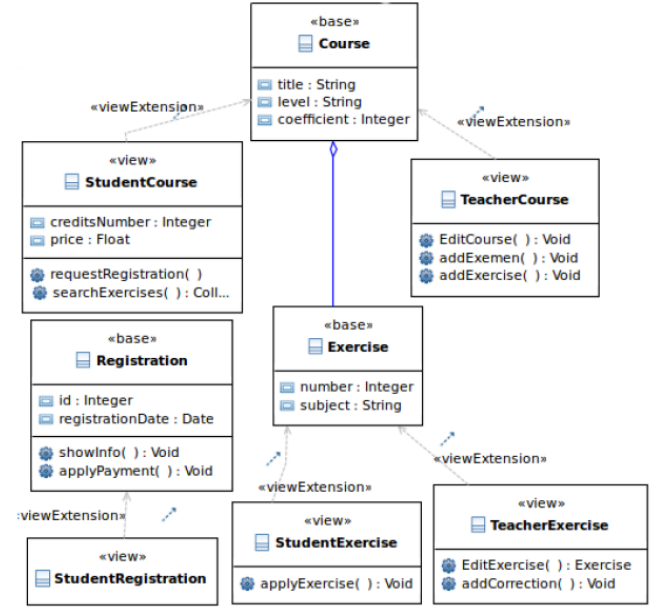 «base»
Course
title : String
level : String
coefficient : Integer
«viewExtension»
«viewExtension»
«view»
StudentCourse
creditsNumber : Integer
price : Float
requestRegistration( )
searchExercises( ) : Coll...
«view»
TeacherCourse
EditCourse( ) : Void
addExemen( ) : Void
addExercise( ) : Void
«base»
Registration
id : Integer
registrationDate : Date
showInfo( ) : Void
applyPayment( ) : Void
«base»
Exercise
number : Integer
subject : String
«viewExtension»
«viewExtension»
«viewExtension»
«view»
StudentRegistration
«view»
StudentExercise
applyExercise( ) : Void
«view»
TeacherExercise
EditExercise( ) : Exercise
addCorrection( ) : Void